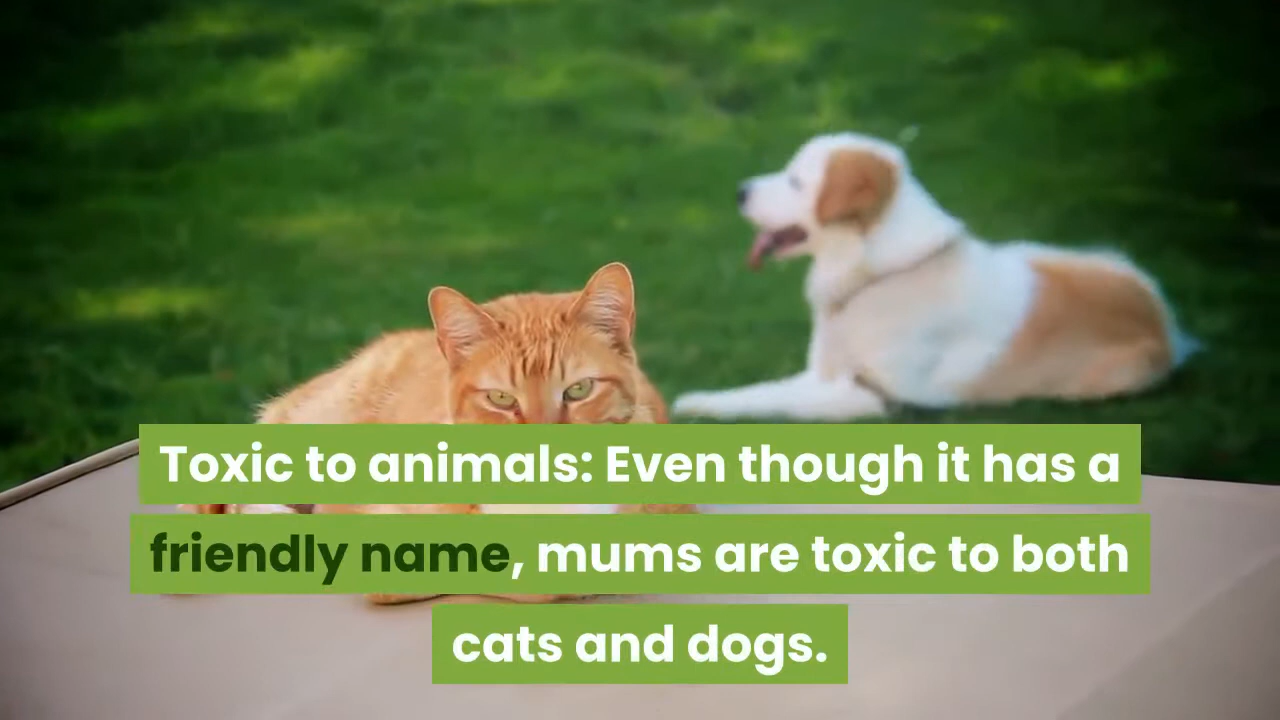 Toxic to animals: Even though it has a
friendly name, mums are toxic to both
cats and dogs.